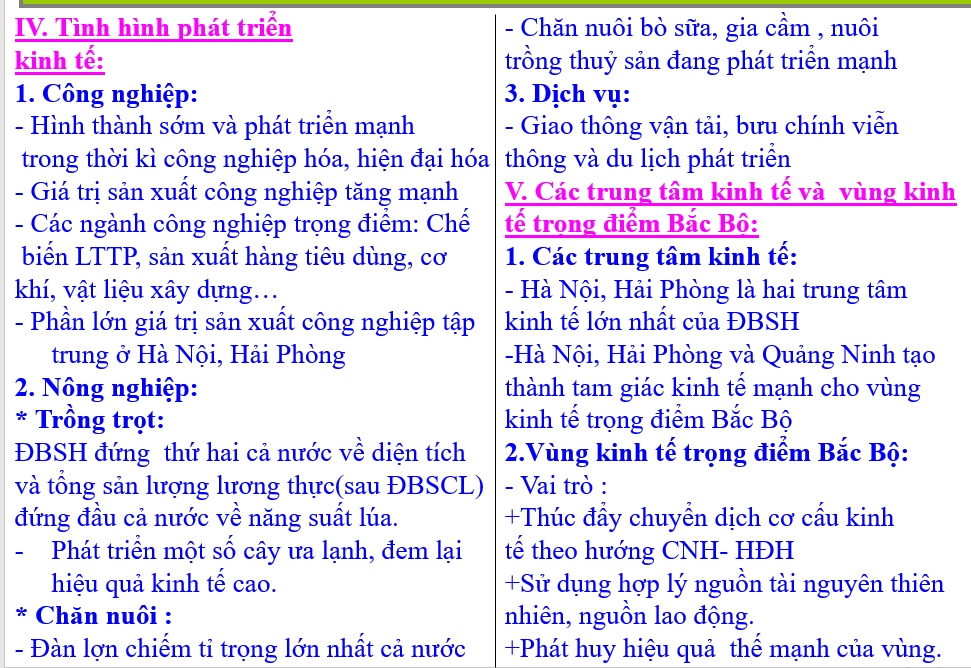 IV. Tình hình phát triển
kinh tế:
1. Công nghiệp:
- Hình thành sớm và phát triển mạnh
trong thời kì công nghiệp hóa, hiện đại hóa
- Giá trị sản xuất công nghiệp tăng mạnh
- Các ngành công nghiệp trọng điểm: Chế
biến LTTP, sản xuất hàng tiêu dùng, cơ
khí, vật liệu xây dựng…
- Phần lớn giá trị sản xuất công nghiệp tập
trung ở Hà Nội, Hải Phòng
2. Nông nghiệp:
* Trồng trọt:
ĐBSH đứng thứ hai cả nước về diện tích
và tổng sản lượng lương thực(sau ĐBSCL)
đứng đầu cả nước về năng suất lúa.
- Phát triển một số cây ưa lạnh, đem lại
hiệu quả kinh tế cao.
* Chăn nuôi :
- Đàn lợn chiếm tỉ trọng lớn nhất cả nước
- Chăn nuôi bò sữa, gia cầm , nuôi
trồng thuỷ sản đang phát triển mạnh
3. Dịch vụ:
- Giao thông vận tải, bưu chính viễn
thông và du lịch phát triển
V. Các trung tâm kinh tế và vùng kinh
tế trọng điểm Bắc Bộ:
1. Các trung tâm kinh tế:
- Hà Nội, Hải Phòng là hai trung tâm
kinh tế lớn nhất của ĐBSH
-Hà Nội, Hải Phòng và Quảng Ninh tạo
thành tam giác kinh tế mạnh cho vùng
kinh tế trọng điểm Bắc Bộ
2.Vùng kinh tế trọng điểm Bắc Bộ:
- Vai trò :
+Thúc đẩy chuyển dịch cơ cấu kinh
tế theo hướng CNH- HĐH
+Sử dụng hợp lý nguồn tài nguyên thiên
nhiên, nguồn lao động.
+Phát huy hiệu quả thế mạnh của vùng.